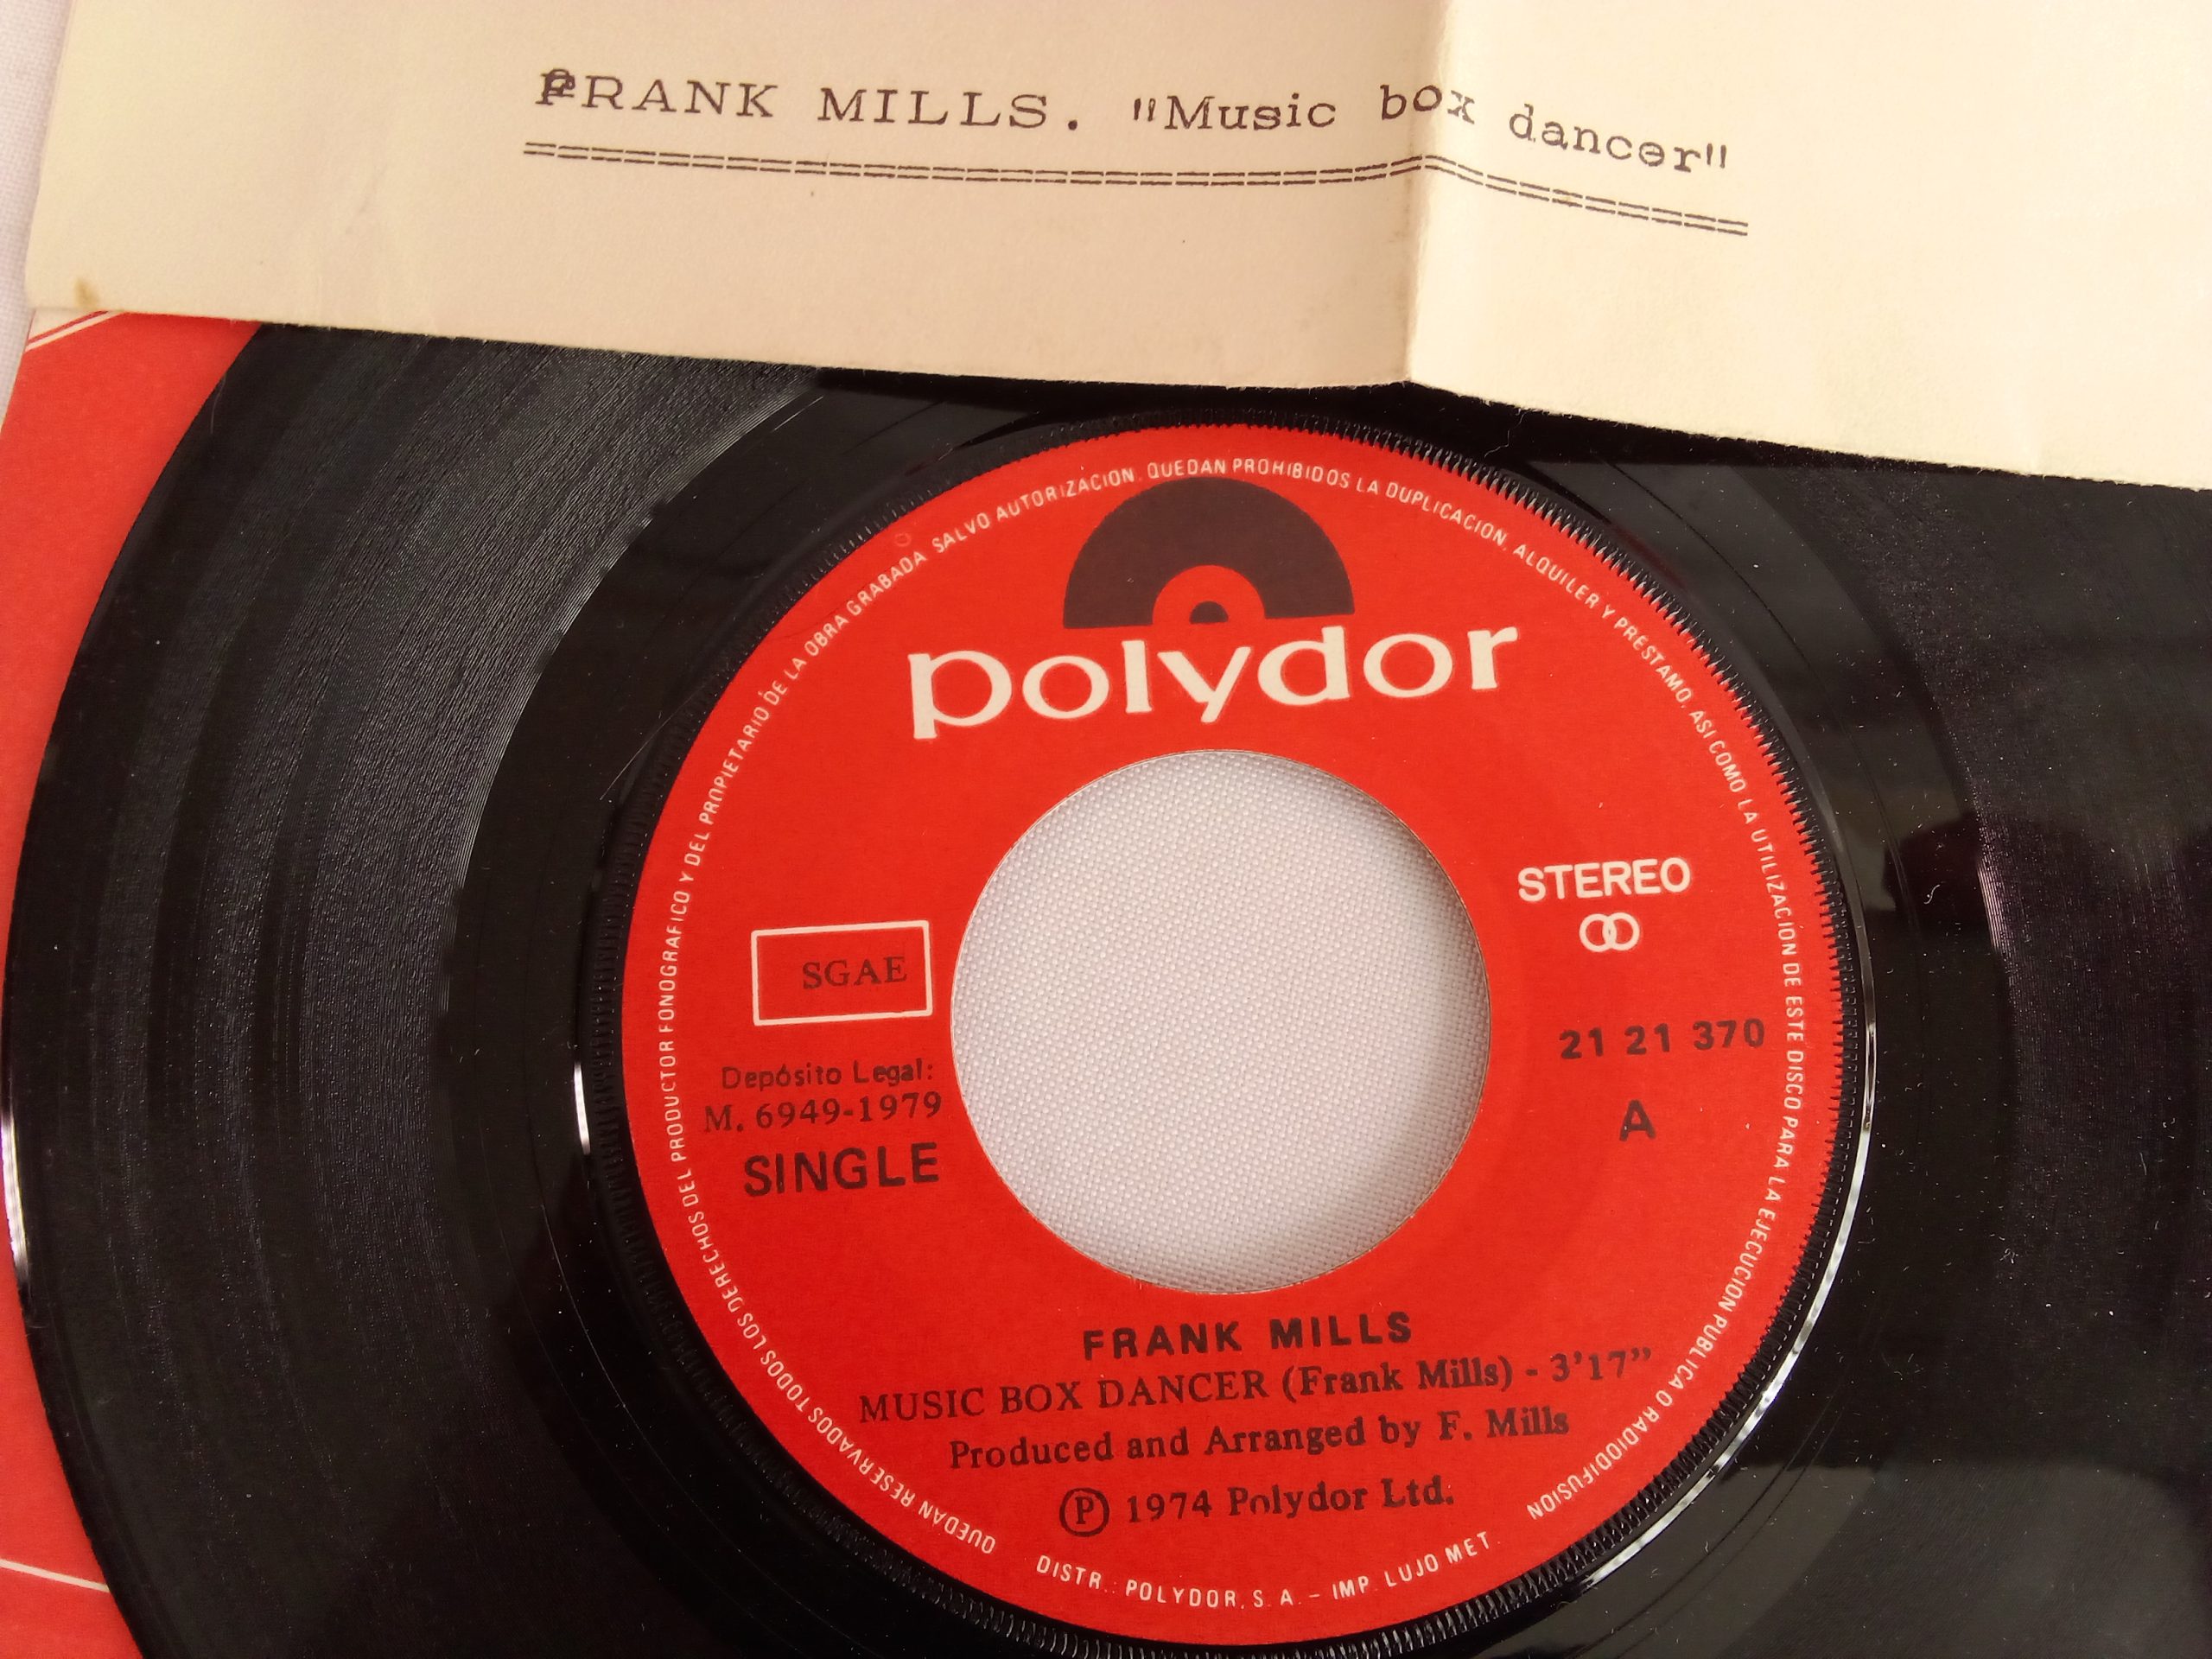 FRANK MILLS. "Music box dancer"
QUEDAN RESERVADOS TODOS LOS DERECHOS DEL PRODUCTOR FONOGRAFICO Y DEL PROPIETARIO DE LA OBRA GRABADA SALVO AUTORIZACION. QUEDAN PROHIBIDOS LA DUPLICACION, ALQUILER Y PRESTAMO, ASI COMO LA UTILIZACION DE ESTE DISCO PARA LA EJECUCION PUBLICA O RADIODIFUSION
polydor
STEREO
SGAE
21 21 370
Depósito Legal:
M. 6949-1979
A
SINGLE
FRANK MILLS
MUSIC BOX DANCER (Frank Mills) - 3'17"
Produced and Arranged by F. Mills
Ⓟ 1974 Polydor Ltd.
DISTR.: POLYDOR, S. A. – IMP. LUJO MET.